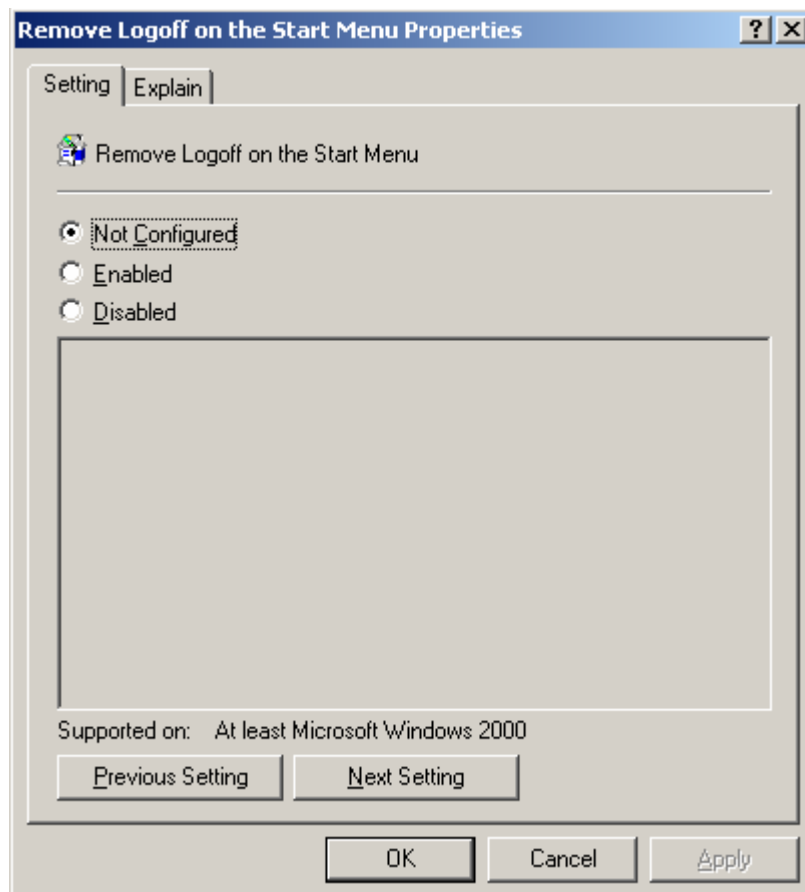 Remove Logoff on the Start Menu Properties
Setting Explain
Remove Logoff on the Start Menu
Not Configured
Enabled
Disabled
Supported on: At least Microsoft Windows 2000
Previous Setting Next Setting
OK Cancel Apply